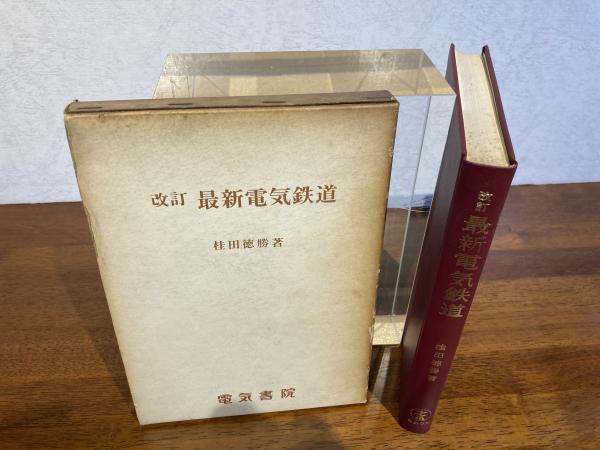 改訂 最新電気鉄道
桂田徳勝著
電気書院
改訂 最新電気鉄道
桂田徳勝著